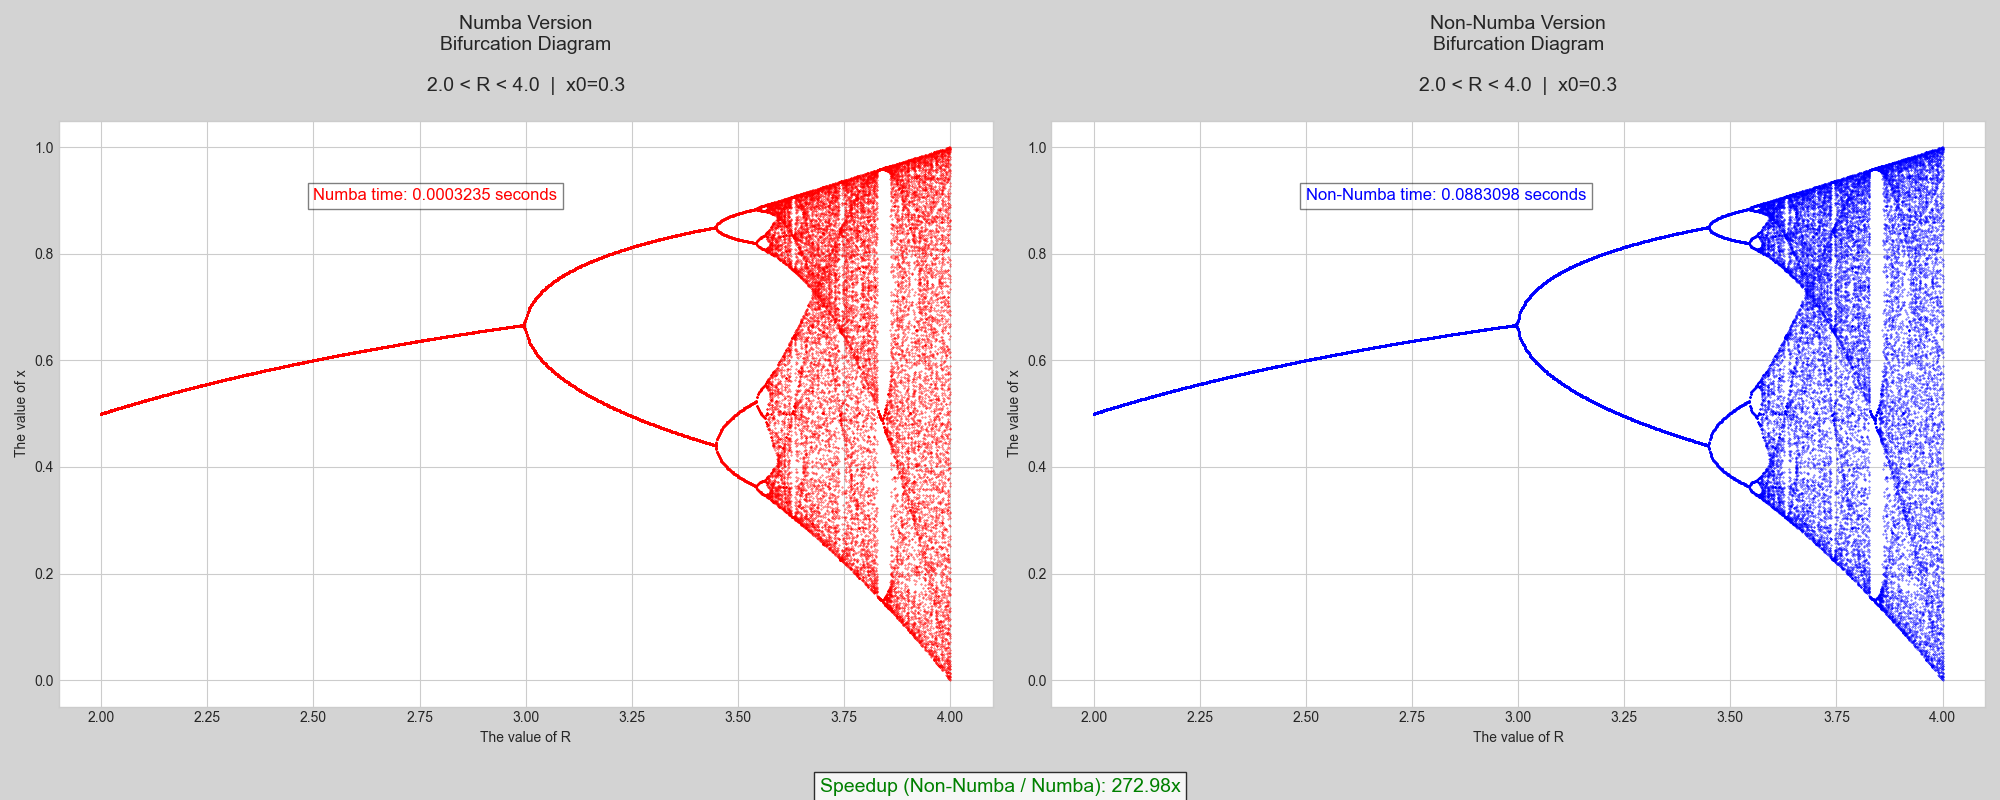 Numba Version
Bifurcation Diagram
2.0 < R < 4.0 | x0=0.3
Numba time: 0.0003235 seconds
1.0
0.8
0.6
0.4
0.2
0.0
The value of x
2.00 2.25 2.50 2.75 3.00 3.25 3.50 3.75 4.00
The value of R
Non-Numba Version
Bifurcation Diagram
2.0 < R < 4.0 | x0=0.3
Non-Numba time: 0.0883098 seconds
1.0
0.8
0.6
0.4
0.2
0.0
The value of x
2.00 2.25 2.50 2.75 3.00 3.25 3.50 3.75 4.00
The value of R
Speedup (Non-Numba / Numba): 272.98x